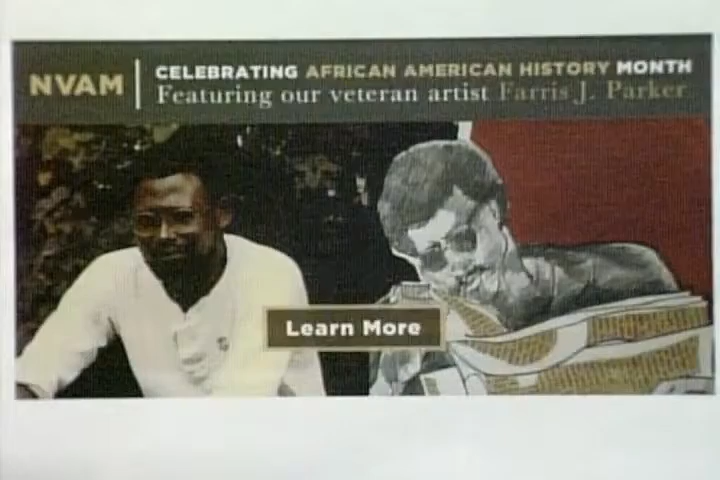 NVAM
CELEBRATING AFRICAN AMERICAN HISTORY MONTH
Featuring our veteran artist Farris J. Parker
Learn More